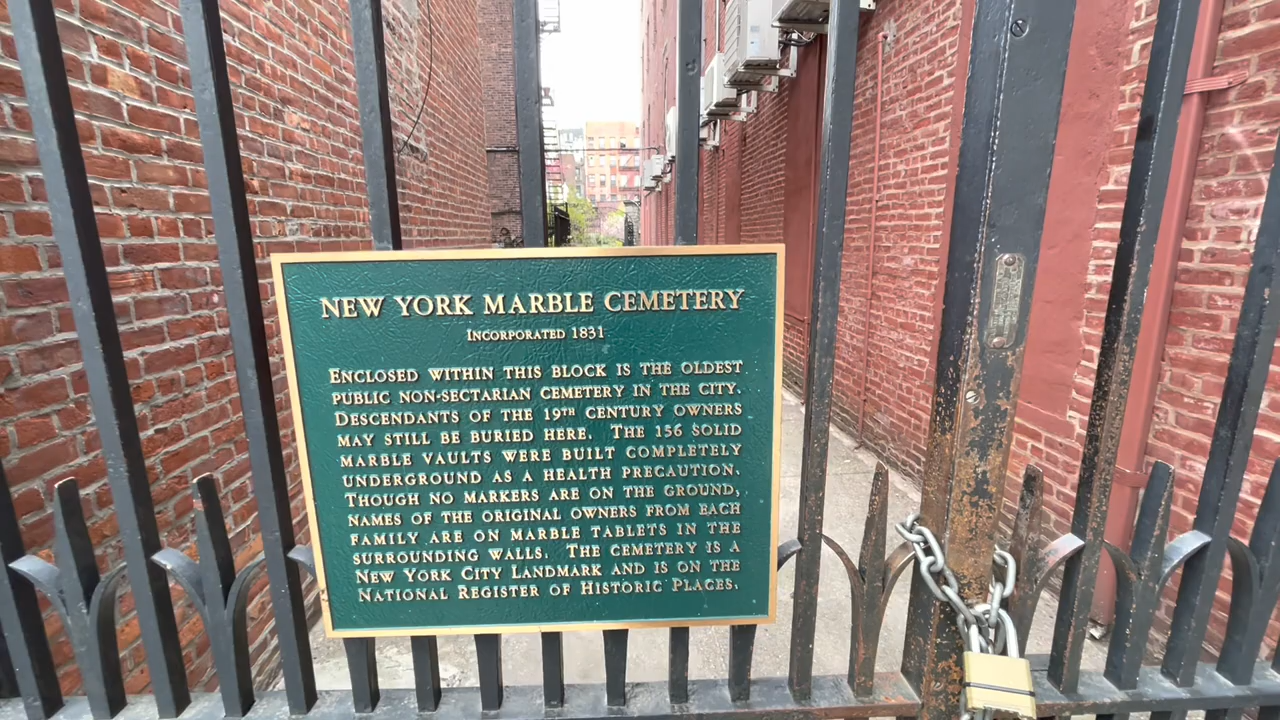 NEW YORK MARBLE CEMETERY
INCORPORATED 1831
ENCLOSED WITHIN THIS BLOCK IS THE OLDEST
PUBLIC NON-SECTARIAN CEMETERY IN THE CITY.
DESCENDANTS OF THE 19TH CENTURY OWNERS
MAY STILL BE BURIED HERE. THE 156 SOLID
MARBLE VAULTS WERE BUILT COMPLETELY
UNDERGROUND AS A HEALTH PRECAUTION.
THOUGH NO MARKERS ARE ON THE GROUND,
NAMES OF THE ORIGINAL OWNERS FROM EACH
FAMILY ARE ON MARBLE TABLETS IN THE
SURROUNDING WALLS. THE CEMETERY IS A
NEW YORK CITY LANDMARK AND IS ON THE
NATIONAL REGISTER OF HISTORIC PLACES.